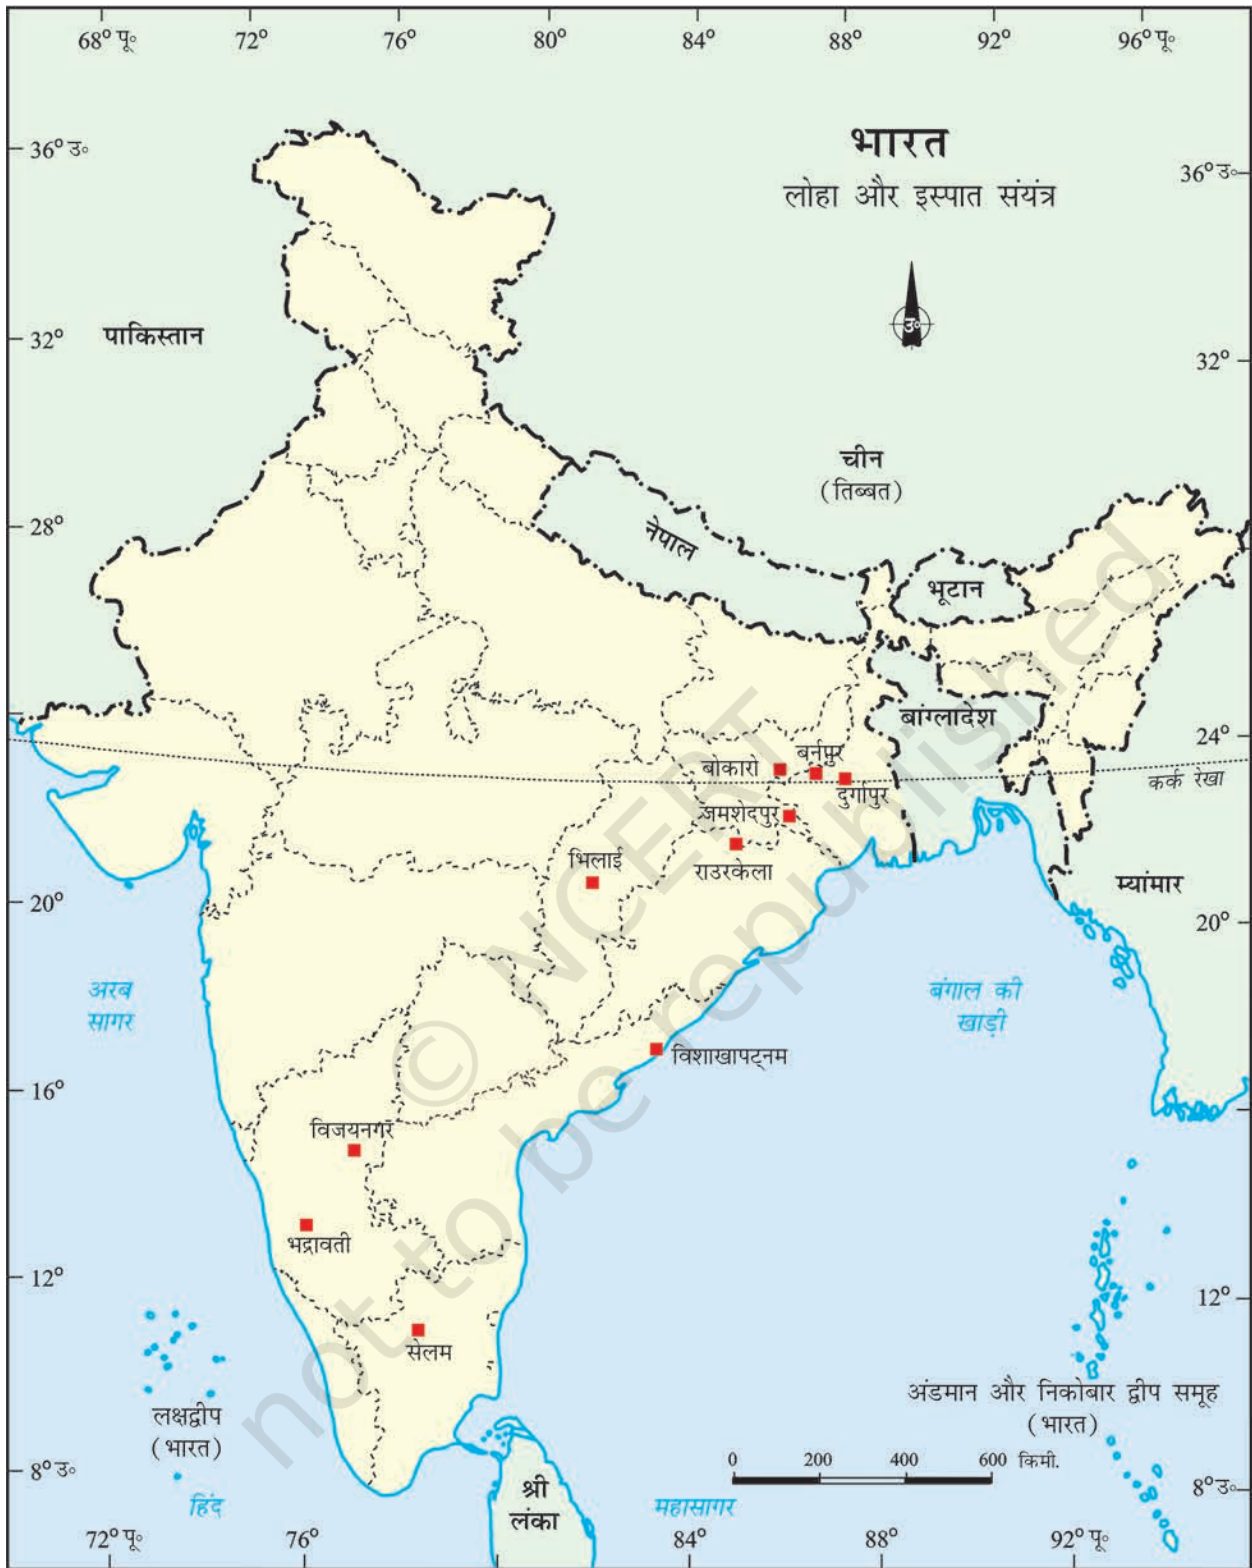 68° पू॰ 72° 76° 80° 84° 88° 92° 96° पू॰
भारत
लोहा और इस्पात संयंत्र
36° उ॰
36° उ॰
उ॰
पाकिस्तान
32°
32°
चीन
(तिब्बत)
28°
नेपाल
भूटान
बांग्लादेश
24°
कर्क रेखा
बोकारो
बर्नपुर
दुर्गापुर
जमशेदपुर
राउरकेला
भिलाई
म्यांमार
20°
20°
अरब
सागर
बंगाल की
खाड़ी
विशाखापट्नम
16°
विजयनगर
भद्रावती
12°
12°
सेलम
लक्षद्वीप
(भारत)
अंडमान और निकोबार द्वीप समूह
(भारत)
0 200 400 600 किमी.
8° उ॰
8° उ॰
श्री
लंका
हिंद
महासागर
72° पू॰ 76° 84° 88° 92° पू॰
© NCERT
not to be republished